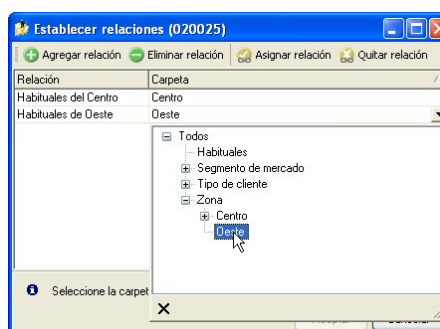 Establecer relaciones (020025)
Agregar relación Eliminar relación Asignar relación Quitar relación
Relación Carpeta
Habituales del Centro Centro
Habituales de Oeste Oeste
Todos
Habituales
Segmento de mercado
Tipo de cliente
Zona
Centro
Oeste
Seleccione la carpet